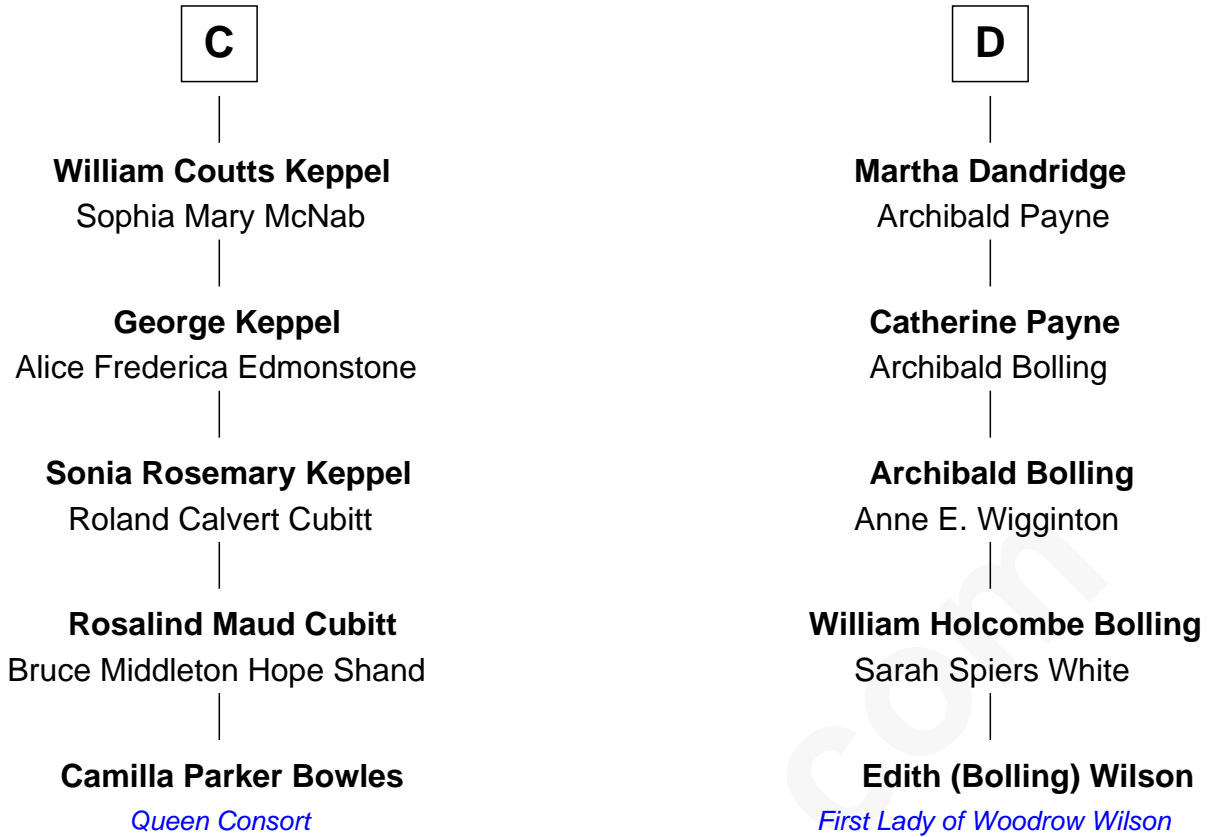 C
William Coutts Keppel
Sophia Mary McNab
George Keppel
Alice Frederica Edmonstone
Sonia Rosemary Keppel
Roland Calvert Cubitt
Rosalind Maud Cubitt
Bruce Middleton Hope Shand
Camilla Parker Bowles
Queen Consort
D
Martha Dandridge
Archibald Payne
Catherine Payne
Archibald Bolling
Archibald Bolling
Anne E. Wigginton
William Holcombe Bolling
Sarah Spiers White
Edith (Bolling) Wilson
First Lady of Woodrow Wilson
com